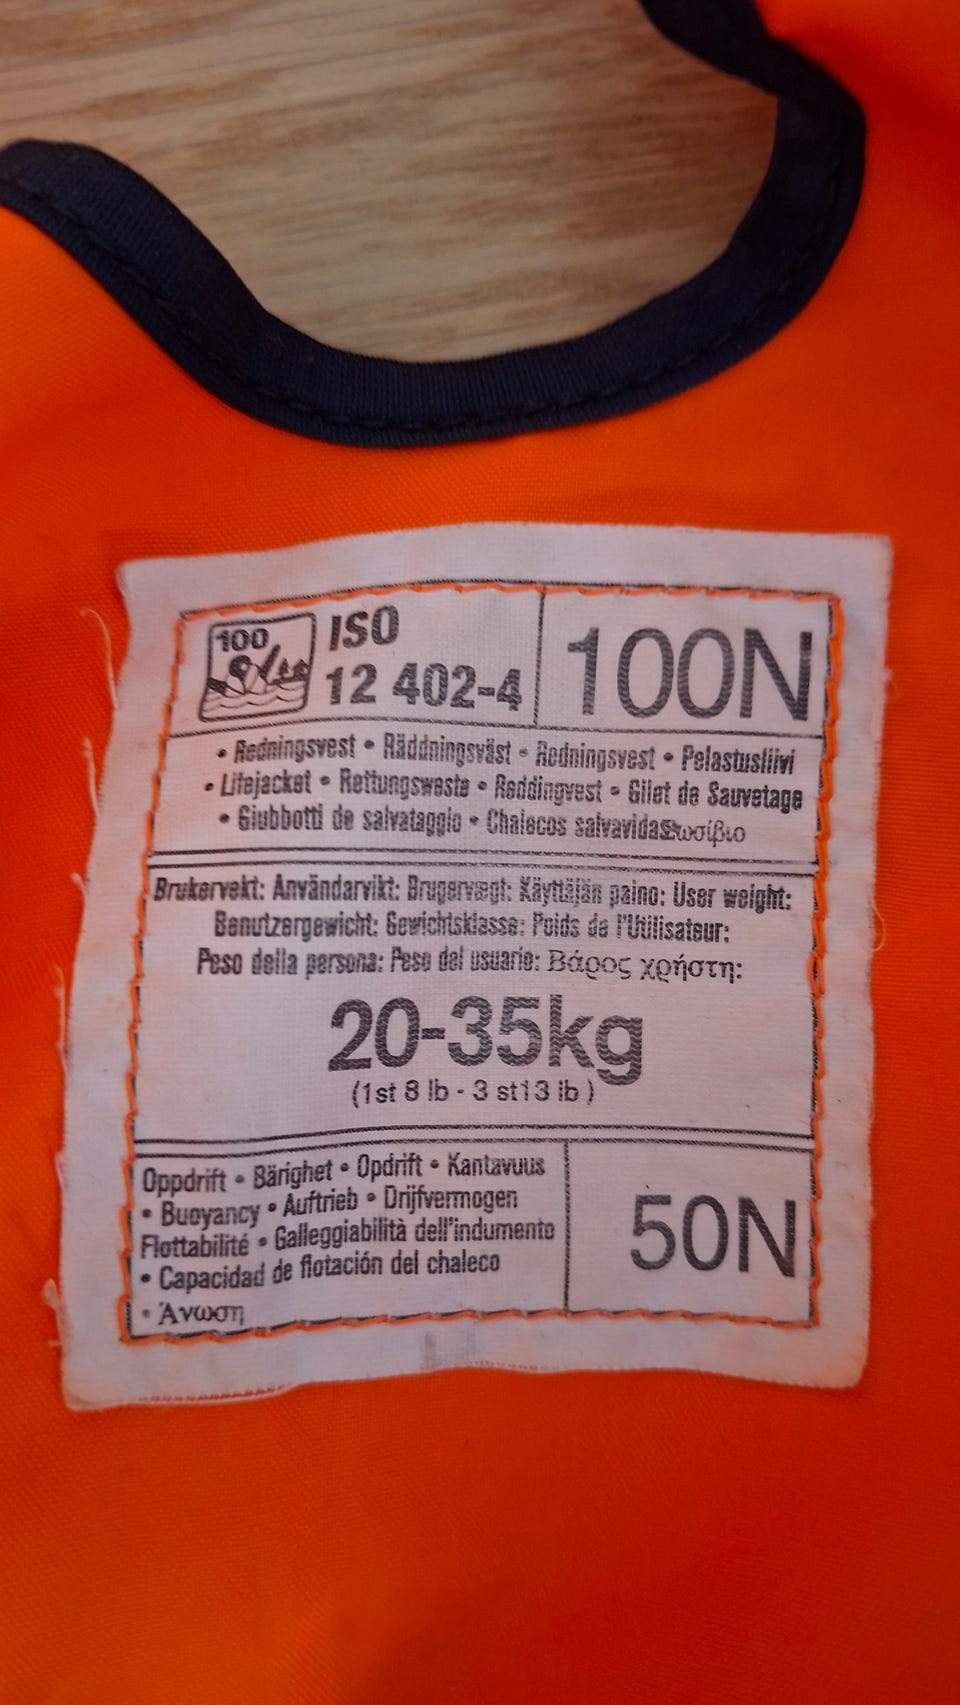 100 ISO
12 402-4
100N
• Redningsvest • Räddningsväst • Redningsvest • Pelastusliivi
• Lifejacket • Rettungsweste • Reddingvest • Gilet de Sauvetage
• Giubbotti de salvataggio • Chalecos salvavidas Σωσίβιο
Brukervekt: Användarvikt: Brugervægt: Käyttäjän paino: User weight:
Benutzergewicht: Gewichtsklasse: Poids de l'Utilisateur:
Peso della persona: Peso del usuario: Βάρος χρήστη:
20-35kg
(1st 8 lb - 3 st13 lb )
Oppdrift • Bärighet • Opdrift • Kantavuus
• Buoyancy • Auftrieb • Drijfvermogen
Flottabilité • Galleggiabilità dell'indumento
• Capacidad de flotación del chaleco
• Άνωση
50N